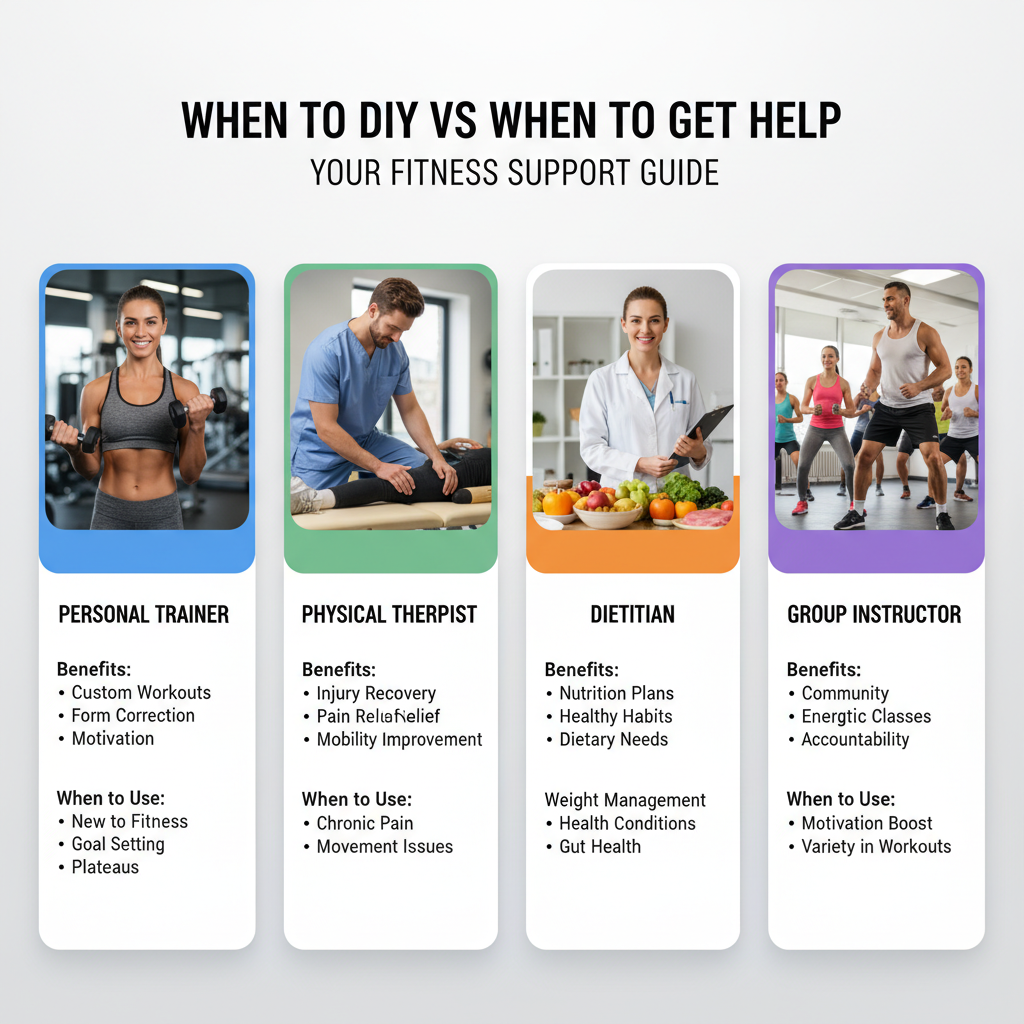 WHEN TO DIY VS WHEN TO GET HELP
YOUR FITNESS SUPPORT GUIDE
PERSONAL TRAINER
Benefits:
• Custom Workouts
• Form Correction
• Motivation
When to Use:
• New to Fitness
• Goal Setting
• Plateaus
PHYSICAL THERPIST
Benefits:
• Injury Recovery
• Pain
• Mobility Improvement
When to Use:
• Chronic Pain
• Movement Issues
DIETITIAN
Benefits:
• Nutrition Plans
• Healthy Habits
• Dietary Needs
Weight Management
• Health Conditions
• Gut Health
GROUP INSTRUCTOR
Benefits:
• Community
• Energtic Classes
• Accountability
When to Use:
• Motivation Boost
• Variety in Workouts